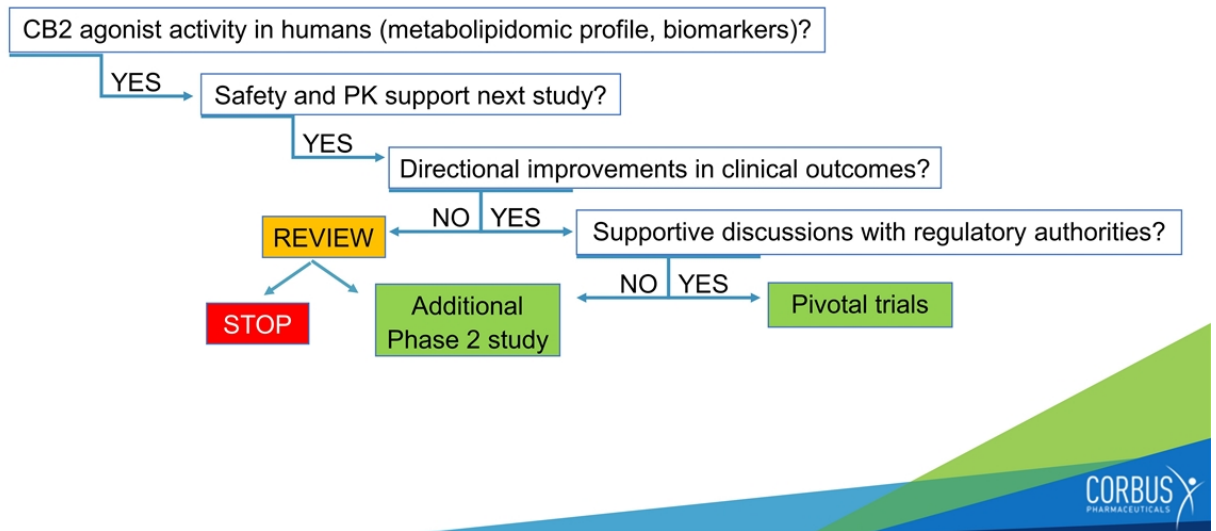 CB2 agonist activity in humans (metabolipidomic profile, biomarkers)?
YES
Safety and PK support next study?
YES
Directional improvements in clinical outcomes?
NO YES
REVIEW
Supportive discussions with regulatory authorities?
NO YES
STOP
Additional
Phase 2 study
Pivotal trials
CORBUS
PHARMACEUTICALS